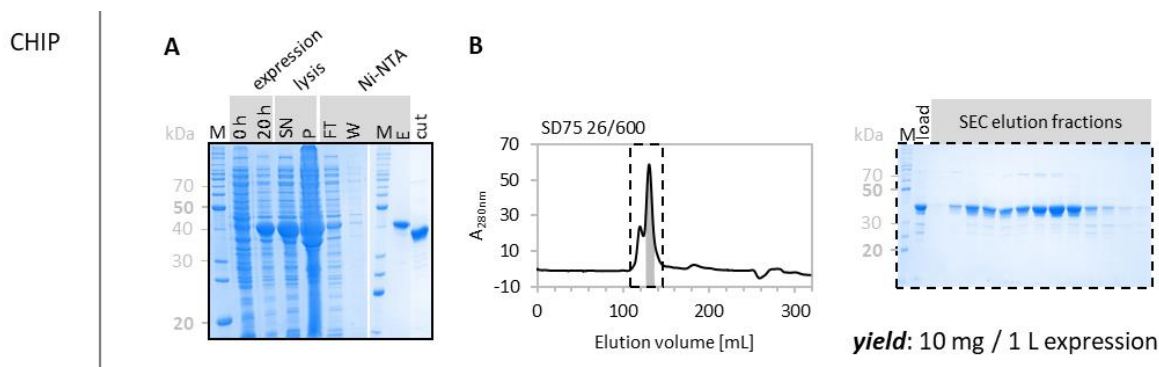 CHIP
A
expression
lysis
Ni-NTA
kDa
M
0 h
20 h
SN
P
FT
W
M
E
cut
70
50
40
30
20
B
SD75 26/600
70
50
30
10
-10
A280nm
0
100
200
300
Elution volume [mL]
kDa
M
load
SEC elution fractions
70
50
30
20
yield: 10 mg / 1 L expression